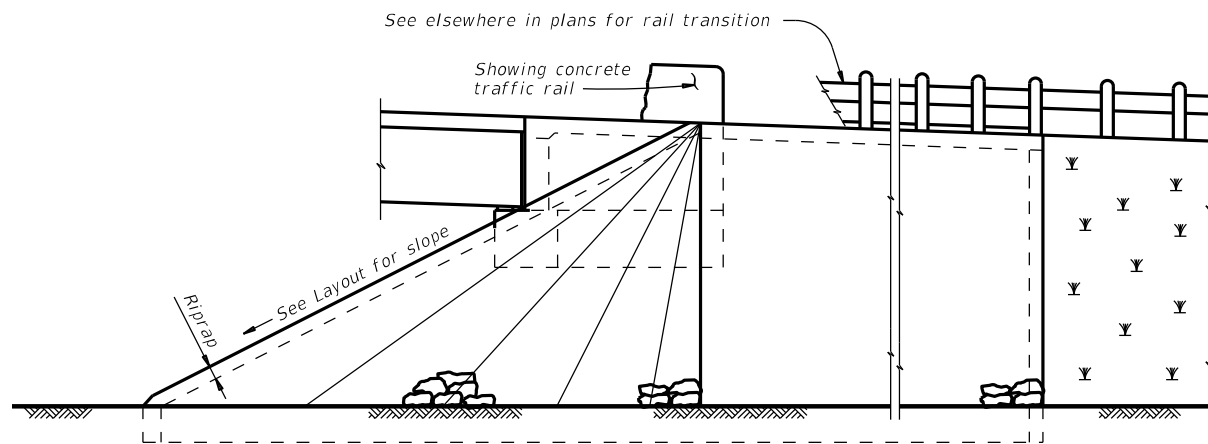 See elsewhere in plans for rail transition
Showing concrete
traffic rail
See Layout for slope
Riprap